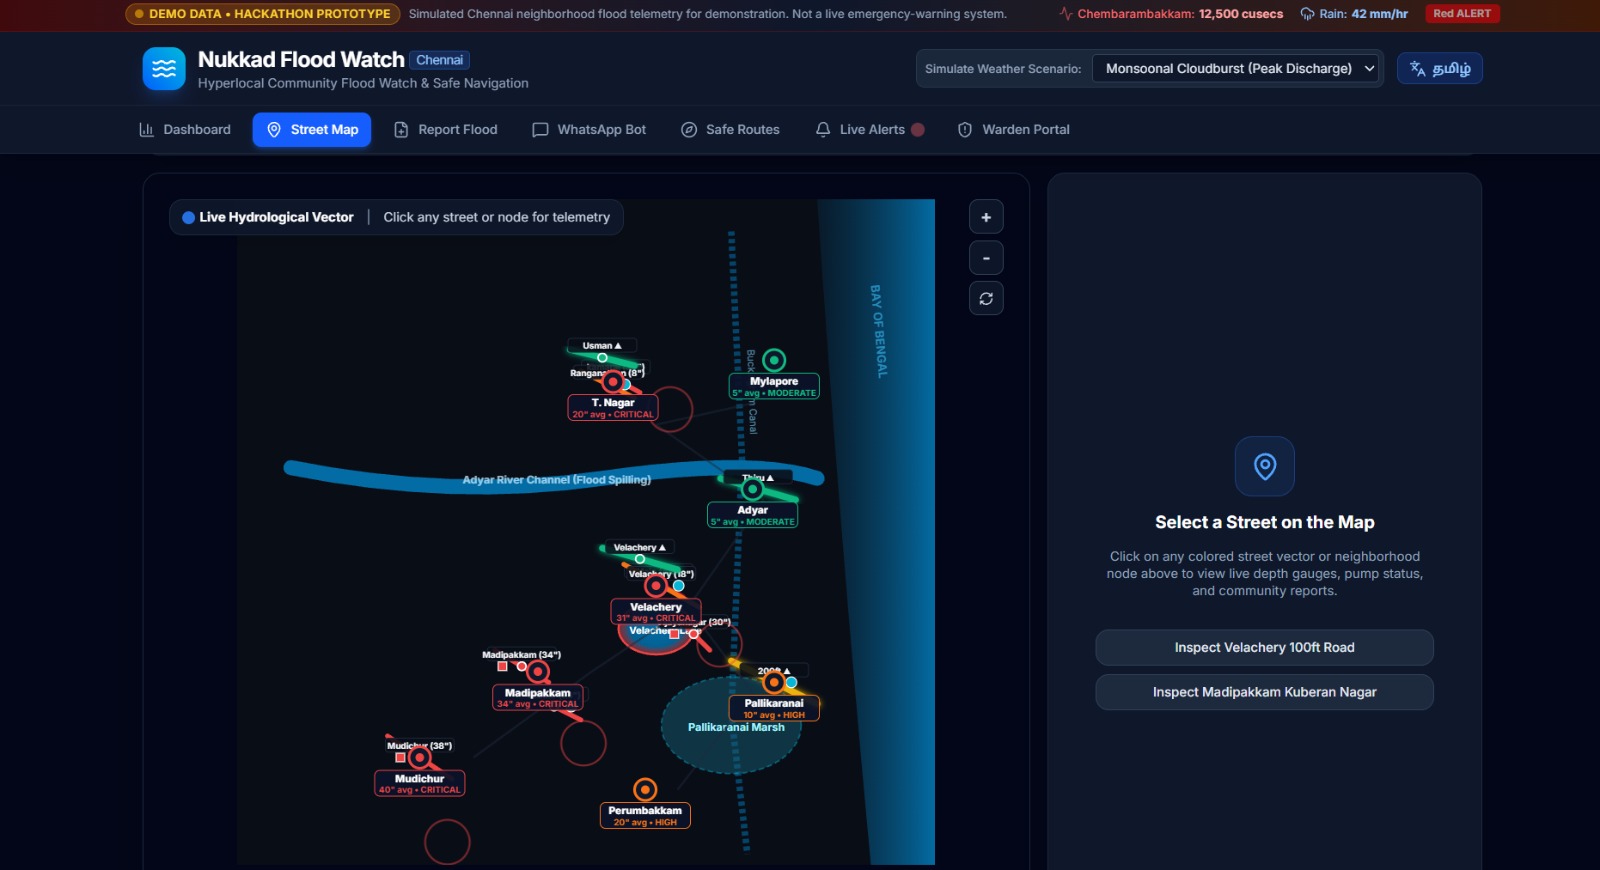 DEMO DATA • HACKATHON PROTOTYPE
Simulated Chennai neighborhood flood telemetry for demonstration. Not a live emergency-warning system.
Chembarambakkam: 12,500 cusecs
Rain: 42 mm/hr
Red ALERT
Nukkad Flood Watch
Chennai
Hyperlocal Community Flood Watch & Safe Navigation
Simulate Weather Scenario:
Monsoonal Cloudburst (Peak Discharge)
தமிழ்
Dashboard
Street Map
Report Flood
WhatsApp Bot
Safe Routes
Live Alerts
Warden Portal
Live Hydrological Vector | Click any street or node for telemetry
+
-
BAY OF BENGAL
Usman ▲
(8")
T. Nagar
20" avg • CRITICAL
Mylapore
5" avg • MODERATE
Canal
Adyar River Channel (Flood Spilling)
Adyar
5" avg • MODERATE
Velachery ▲
Velachery (18")
Velachery
31" avg • CRITICAL
(30")
Madipakkam (34")
Madipakkam
34" avg • CRITICAL
Pallikaranai
10" avg • HIGH
Pallikaranai Marsh
Mudichur (38")
Mudichur
40" avg • CRITICAL
Perumbakkam
20" avg • HIGH
Select a Street on the Map
Click on any colored street vector or neighborhood
node above to view live depth gauges, pump status,
and community reports.
Inspect Velachery 100ft Road
Inspect Madipakkam Kuberan Nagar